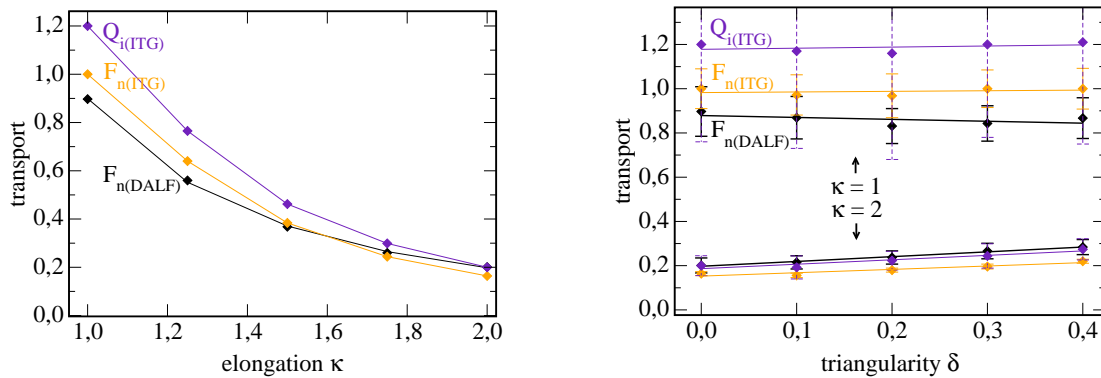 1,2
1,0
0,8
0,6
0,4
0,2
0,0
transport
Q i(ITG)
F n(ITG)
F n(DALF)
1,0 1,2 1,4 1,6 1,8 2,0
elongation κ
1,2
1,0
0,8
0,6
0,4
0,2
0,0
transport
Q i(ITG)
F n(ITG)
F n(DALF)
κ = 1
κ = 2
0,0 0,1 0,2 0,3 0,4
triangularity δ